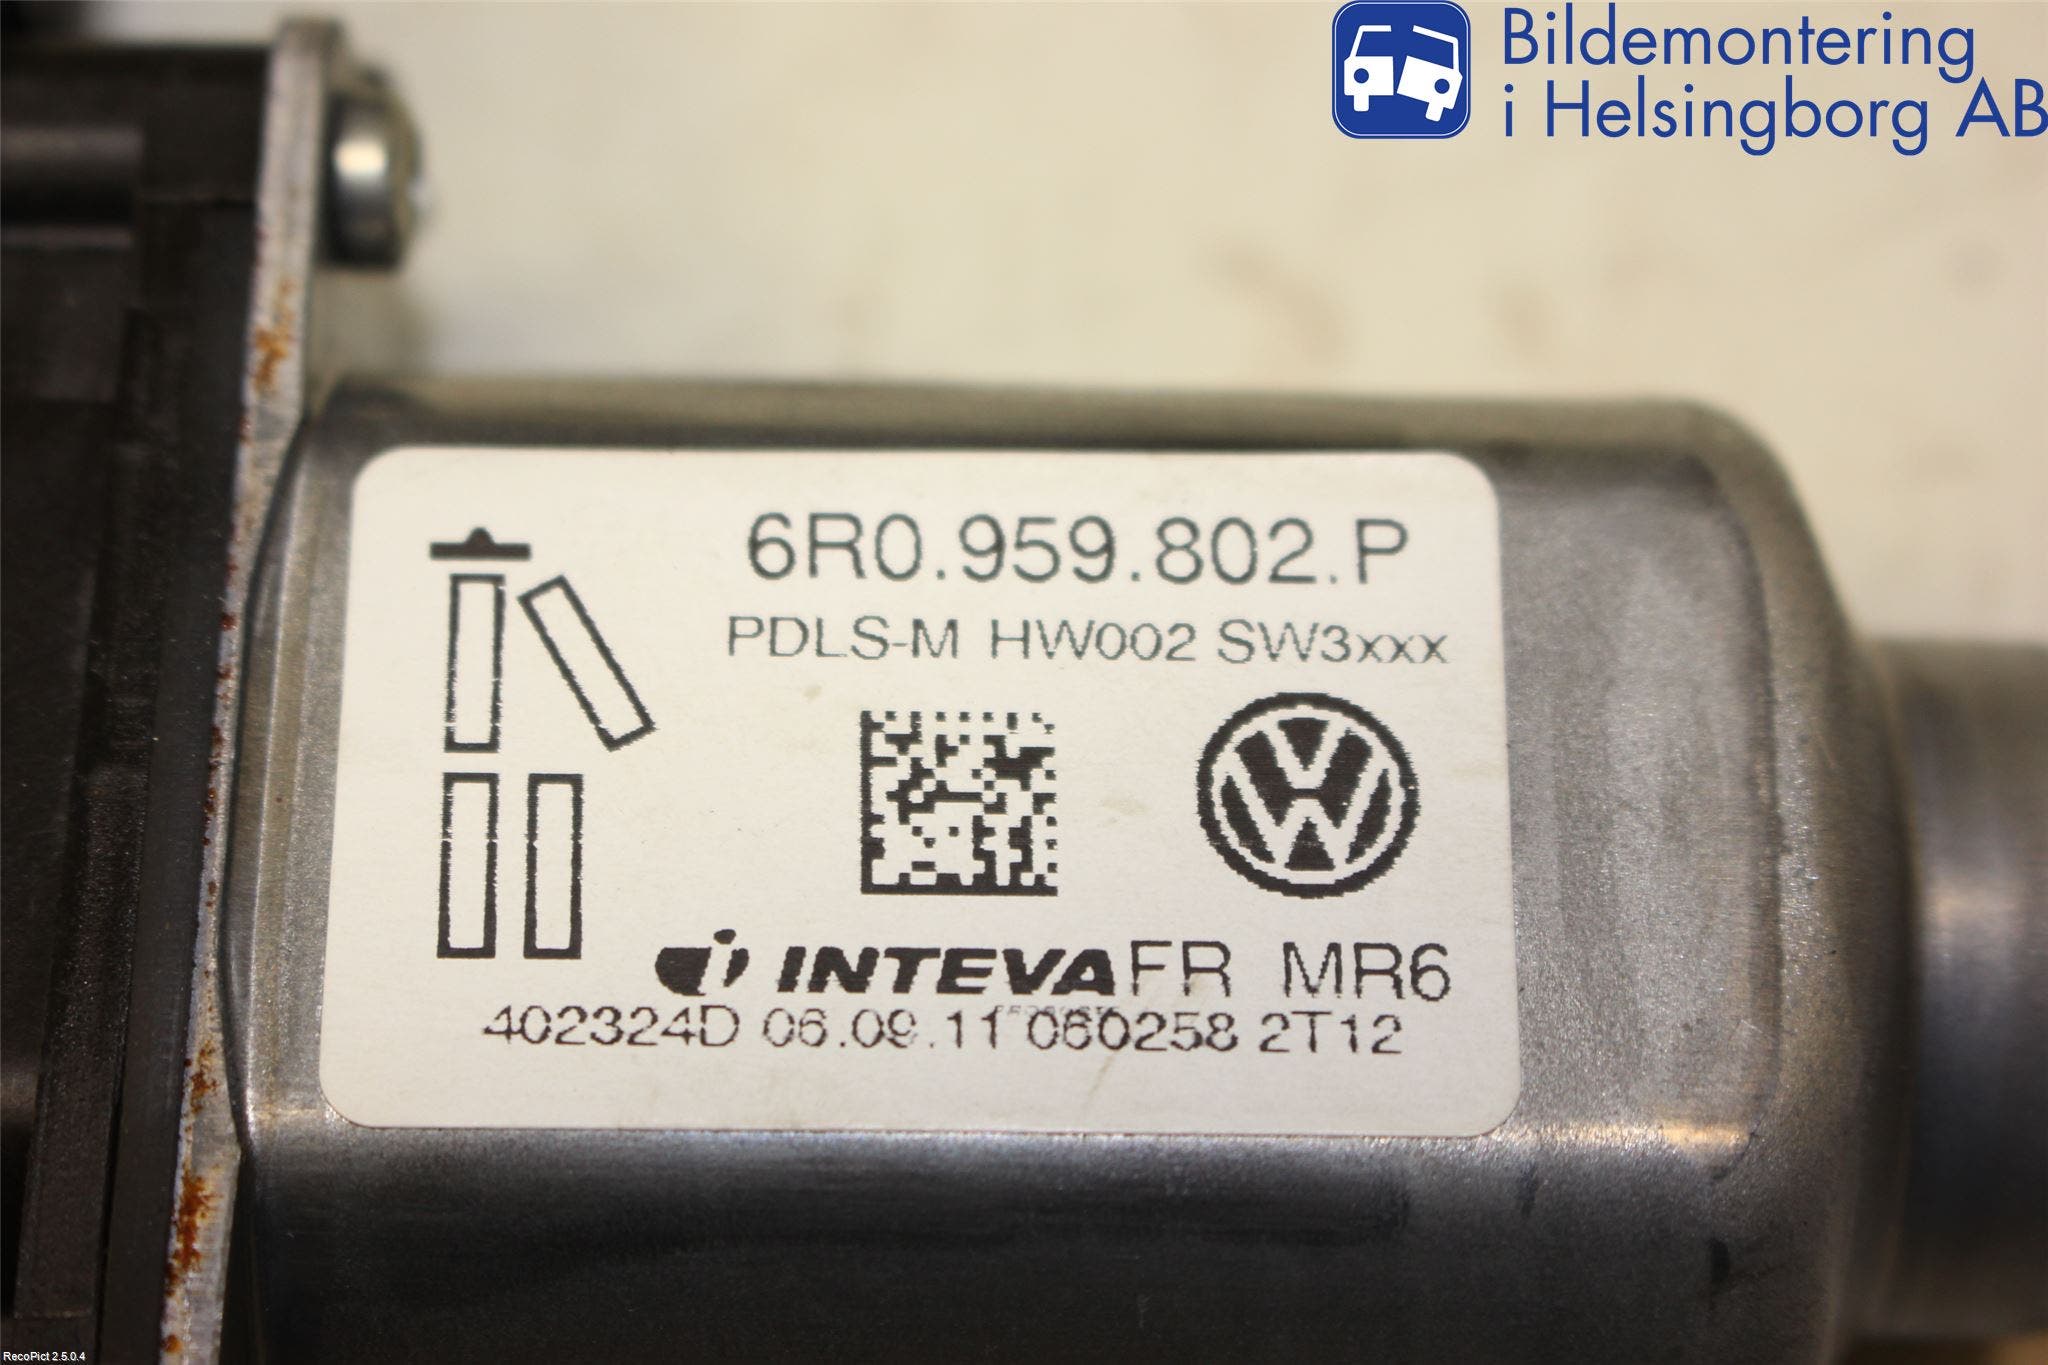 Bildemontering
i Helsingborg AB
6R0.959.802.P
PDLS-M HW002 SW3xxx
INTEVA FR MR6
402324D 06.09.11 060258 2T12
RecoPict 2.5.0.4